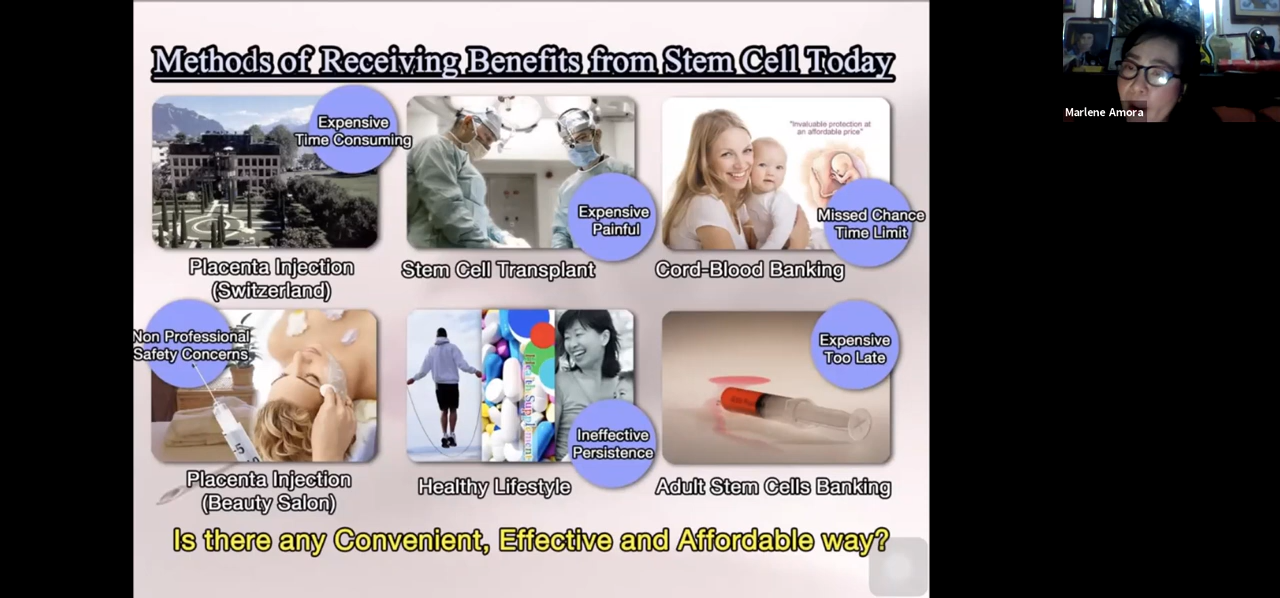 Methods of Receiving Benefits from Stem Cell Today
Expensive
Time Consuming
Placenta Injection
(Switzerland)
Expensive
Painful
Stem Cell Transplant
"Invaluable protection at
an affordable price"
Missed Chance
Time Limit
Cord-Blood Banking
Non Professional
Safety Concerns
5
Placenta Injection
(Beauty Salon)
Health Supplement
Ineffective
Persistence
Healthy Lifestyle
Expensive
Too Late
Adult Stem Cells Banking
Is there any Convenient, Effective and Affordable way?
Marlene Amora